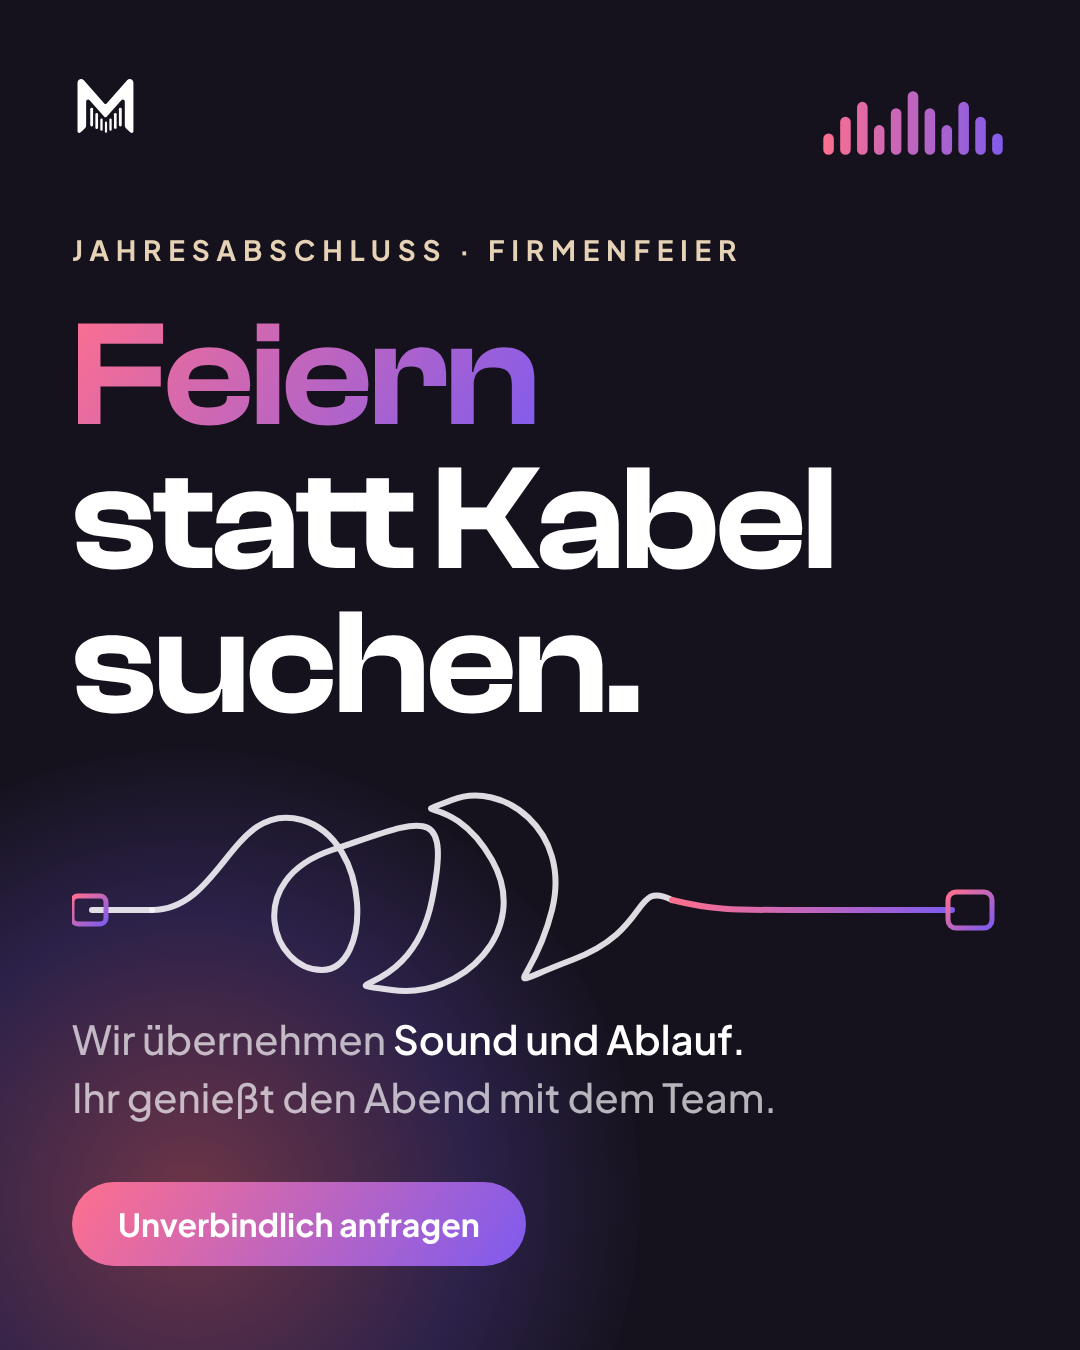 M
JAHRESABSCHLUSS · FIRMENFEIER
Feiern
statt Kabel
suchen.
Wir übernehmen Sound und Ablauf.
Ihr genießt den Abend mit dem Team.
Unverbindlich anfragen